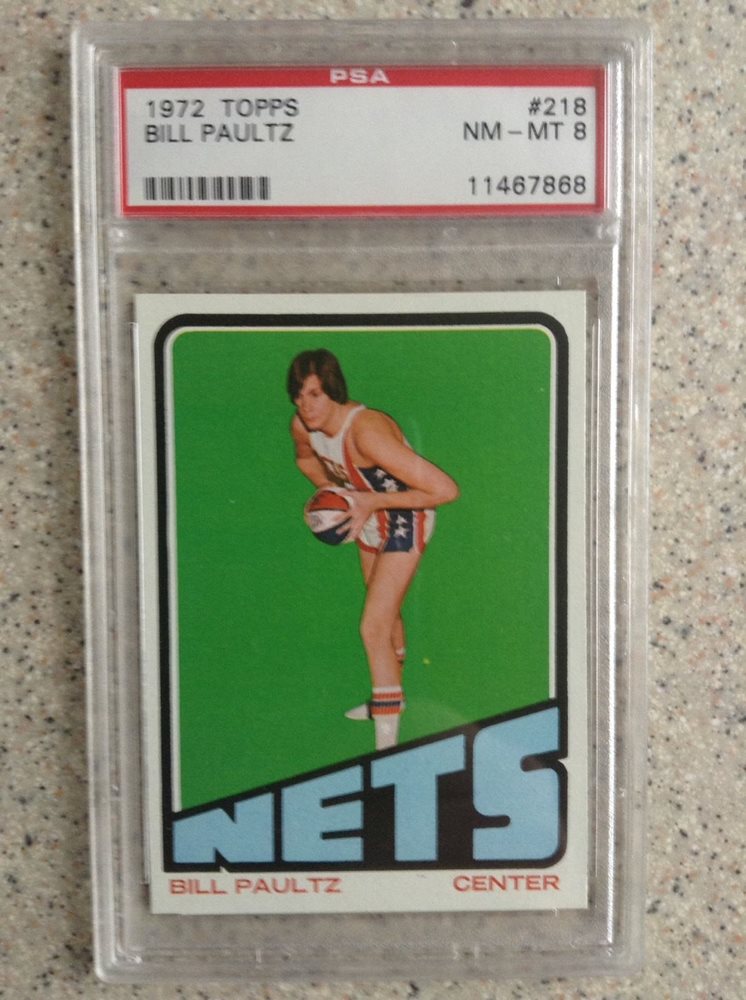 PSA
1972 TOPPS #218
BILL PAULTZ NM-MT 8
11467868
NETS
BILL PAULTZ CENTER